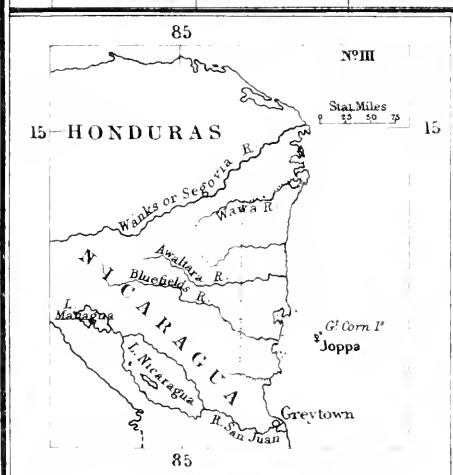 85
Nº III
Stat. Miles
0 25 50 75
15 HONDURAS 15
Wanks or Segovia R.
Wawa R.
Awaltara R.
Bluefields R.
NICARAGUA
L. Managua
Gt Corn Iˢ
Joppa
L. Nicaragua
Greytown
R. San Juan
85